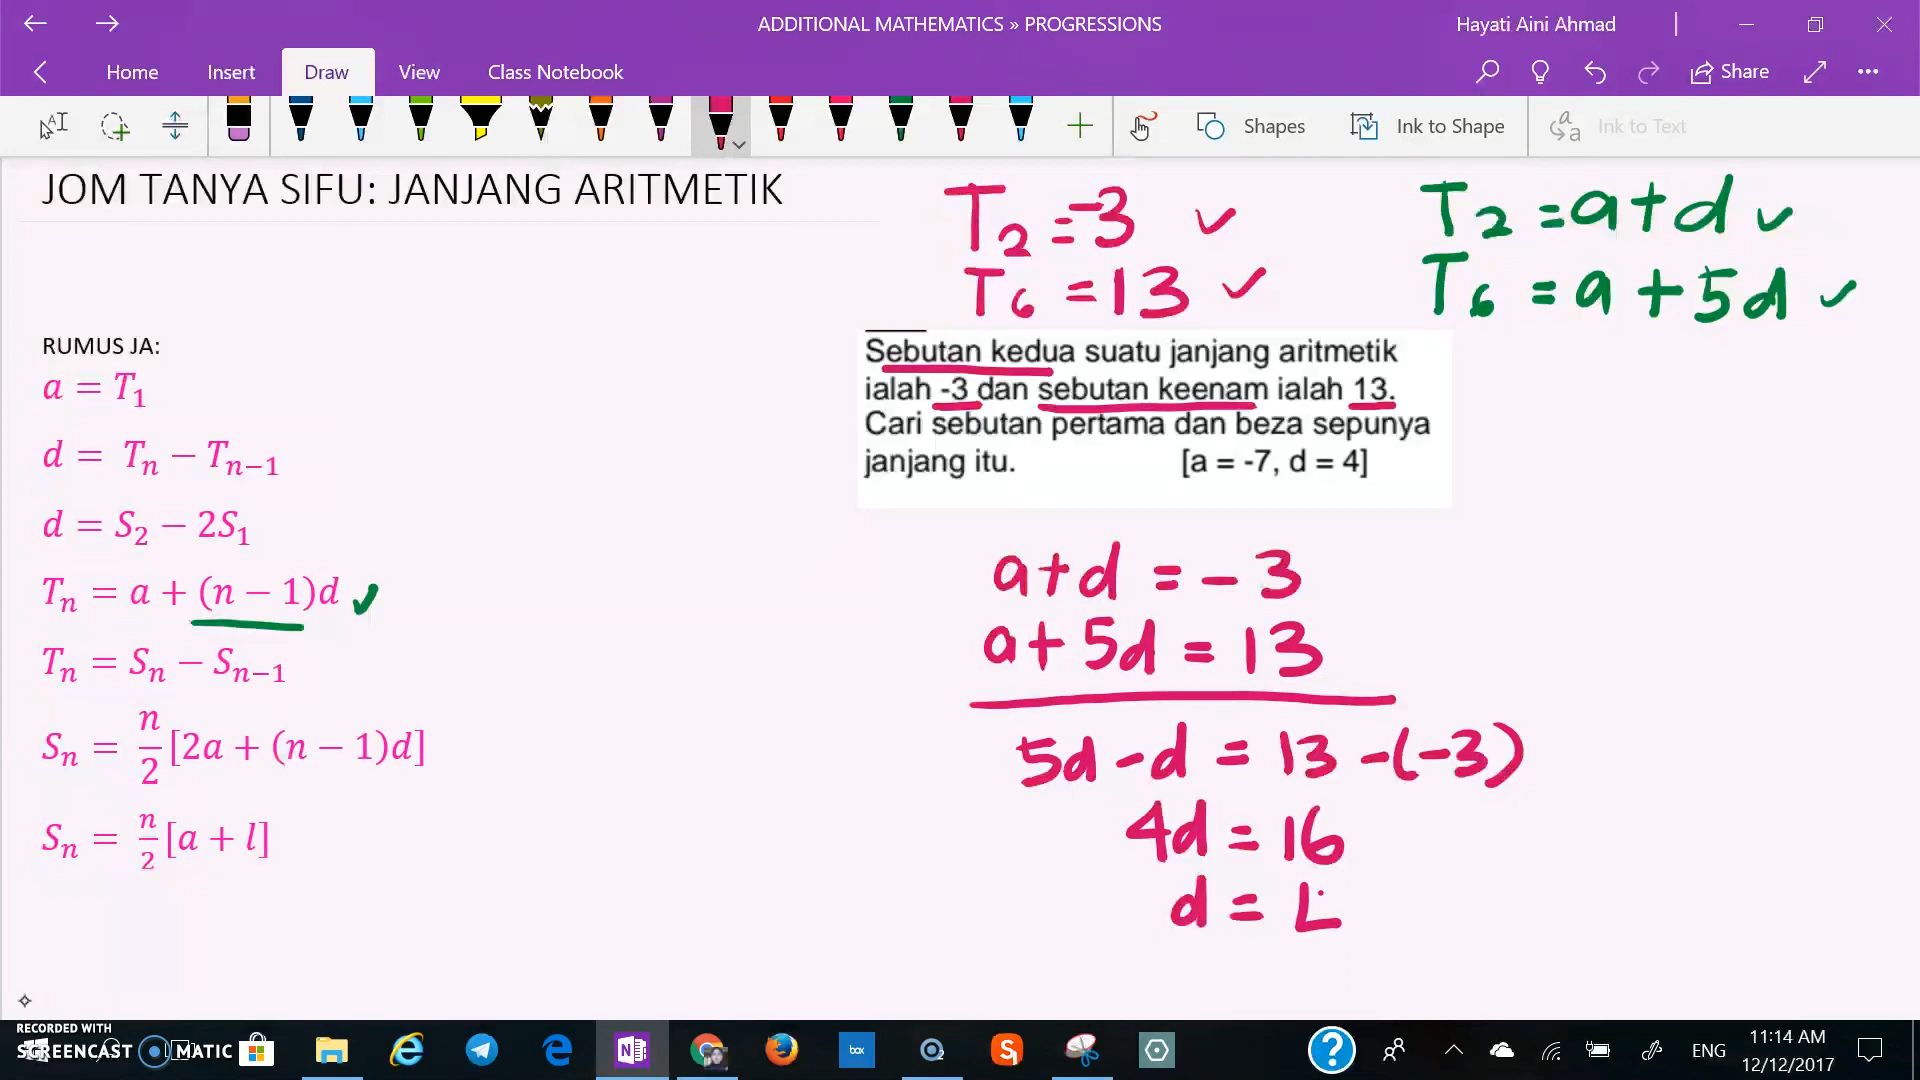 ADDITIONAL MATHEMATICS » PROGRESSIONS
Hayati Aini Ahmad
Home Insert Draw View Class Notebook
Share
Shapes
Ink to Shape
Ink to Text
JOM TANYA SIFU: JANJANG ARITMETIK
T2 = -3 ✓
T6 = 13 ✓
T2 = a + d ✓
T6 = a + 5d ✓
RUMUS JA:
a = T₁
d = Tₙ − Tₙ₋₁
d = S₂ − 2S₁
Tₙ = a + (n − 1)d ✓
Tₙ = Sₙ − Sₙ₋₁
Sₙ = n/2 [2a + (n − 1)d]
Sₙ = n/2 [a + l]
Sebutan kedua suatu janjang aritmetik
ialah -3 dan sebutan keenam ialah 13.
Cari sebutan pertama dan beza sepunya
janjang itu. [a = -7, d = 4]
a + d = - 3
a + 5d = 13
5d - d = 13 - (-3)
4d = 16
d = L
RECORDED WITH
SCREENCAST MATIC
box
ENG
11:14 AM
12/12/2017